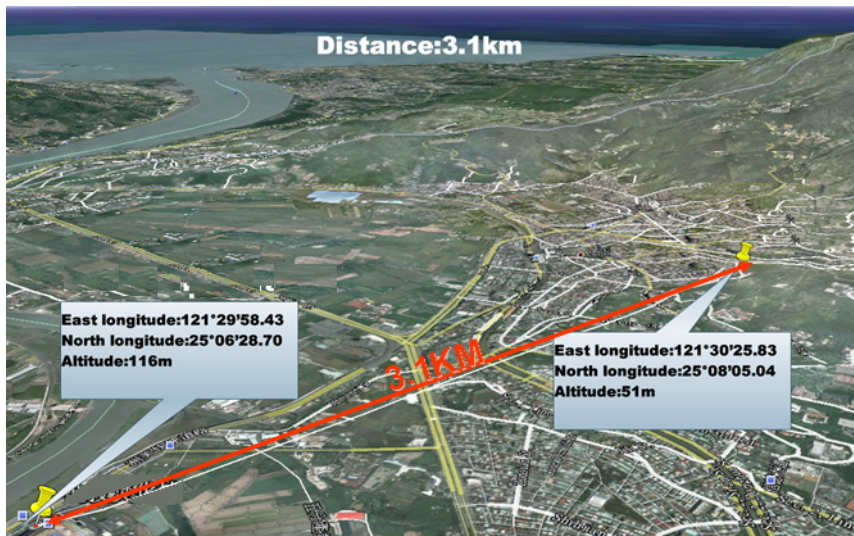 Distance:3.1km
East longitude:121°29'58.43
North longitude:25°06'28.70
Altitude:116m
3.1KM
East longitude:121°30'25.83
North longitude:25°08'05.04
Altitude:51m